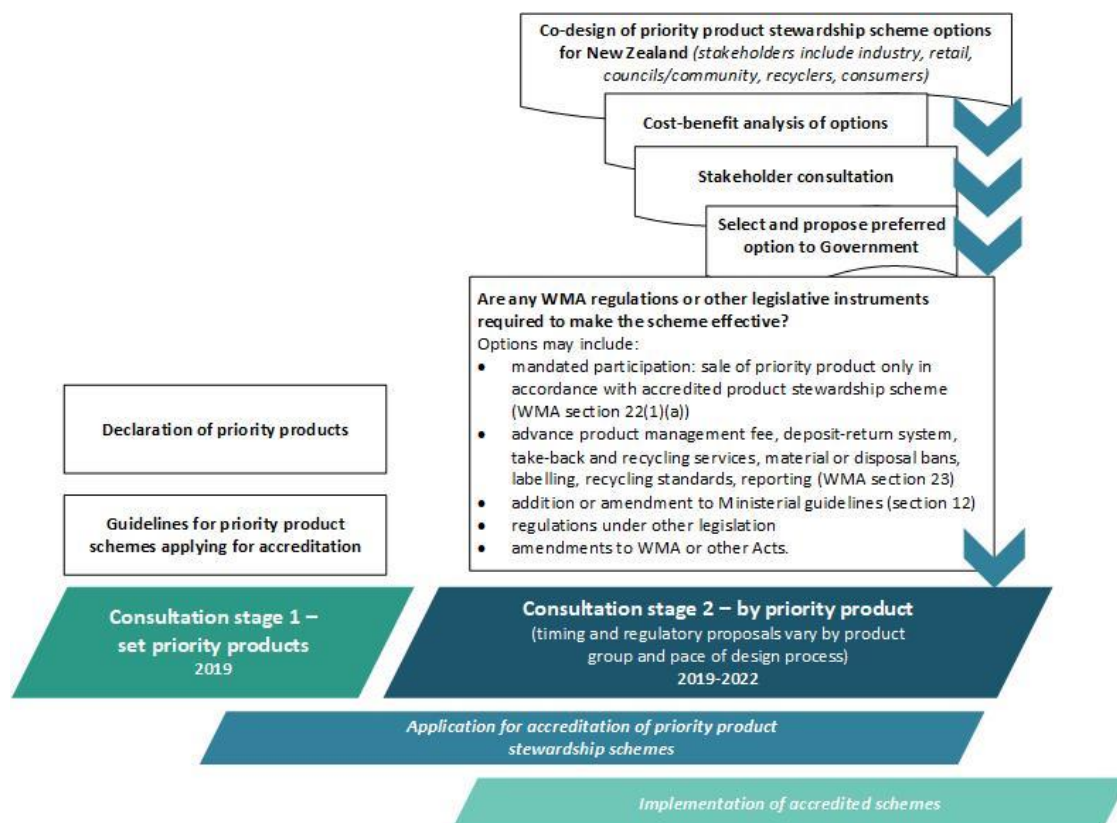 Co-design of priority product stewardship scheme options
for New Zealand (stakeholders include industry, retail,
councils/community, recyclers, consumers)
Cost-benefit analysis of options
Stakeholder consultation
Select and propose preferred
option to Government
Are any WMA regulations or other legislative instruments
required to make the scheme effective?
Options may include:
• mandated participation: sale of priority product only in
accordance with accredited product stewardship scheme
(WMA section 22(1)(a))
• advance product management fee, deposit-return system,
take-back and recycling services, material or disposal bans,
labelling, recycling standards, reporting (WMA section 23)
• addition or amendment to Ministerial guidelines (section 12)
• regulations under other legislation
• amendments to WMA or other Acts.
Declaration of priority products
Guidelines for priority product
schemes applying for accreditation
Consultation stage 1 –
set priority products
2019
Consultation stage 2 – by priority product
(timing and regulatory proposals vary by product
group and pace of design process)
2019-2022
Application for accreditation of priority product
stewardship schemes
Implementation of accredited schemes